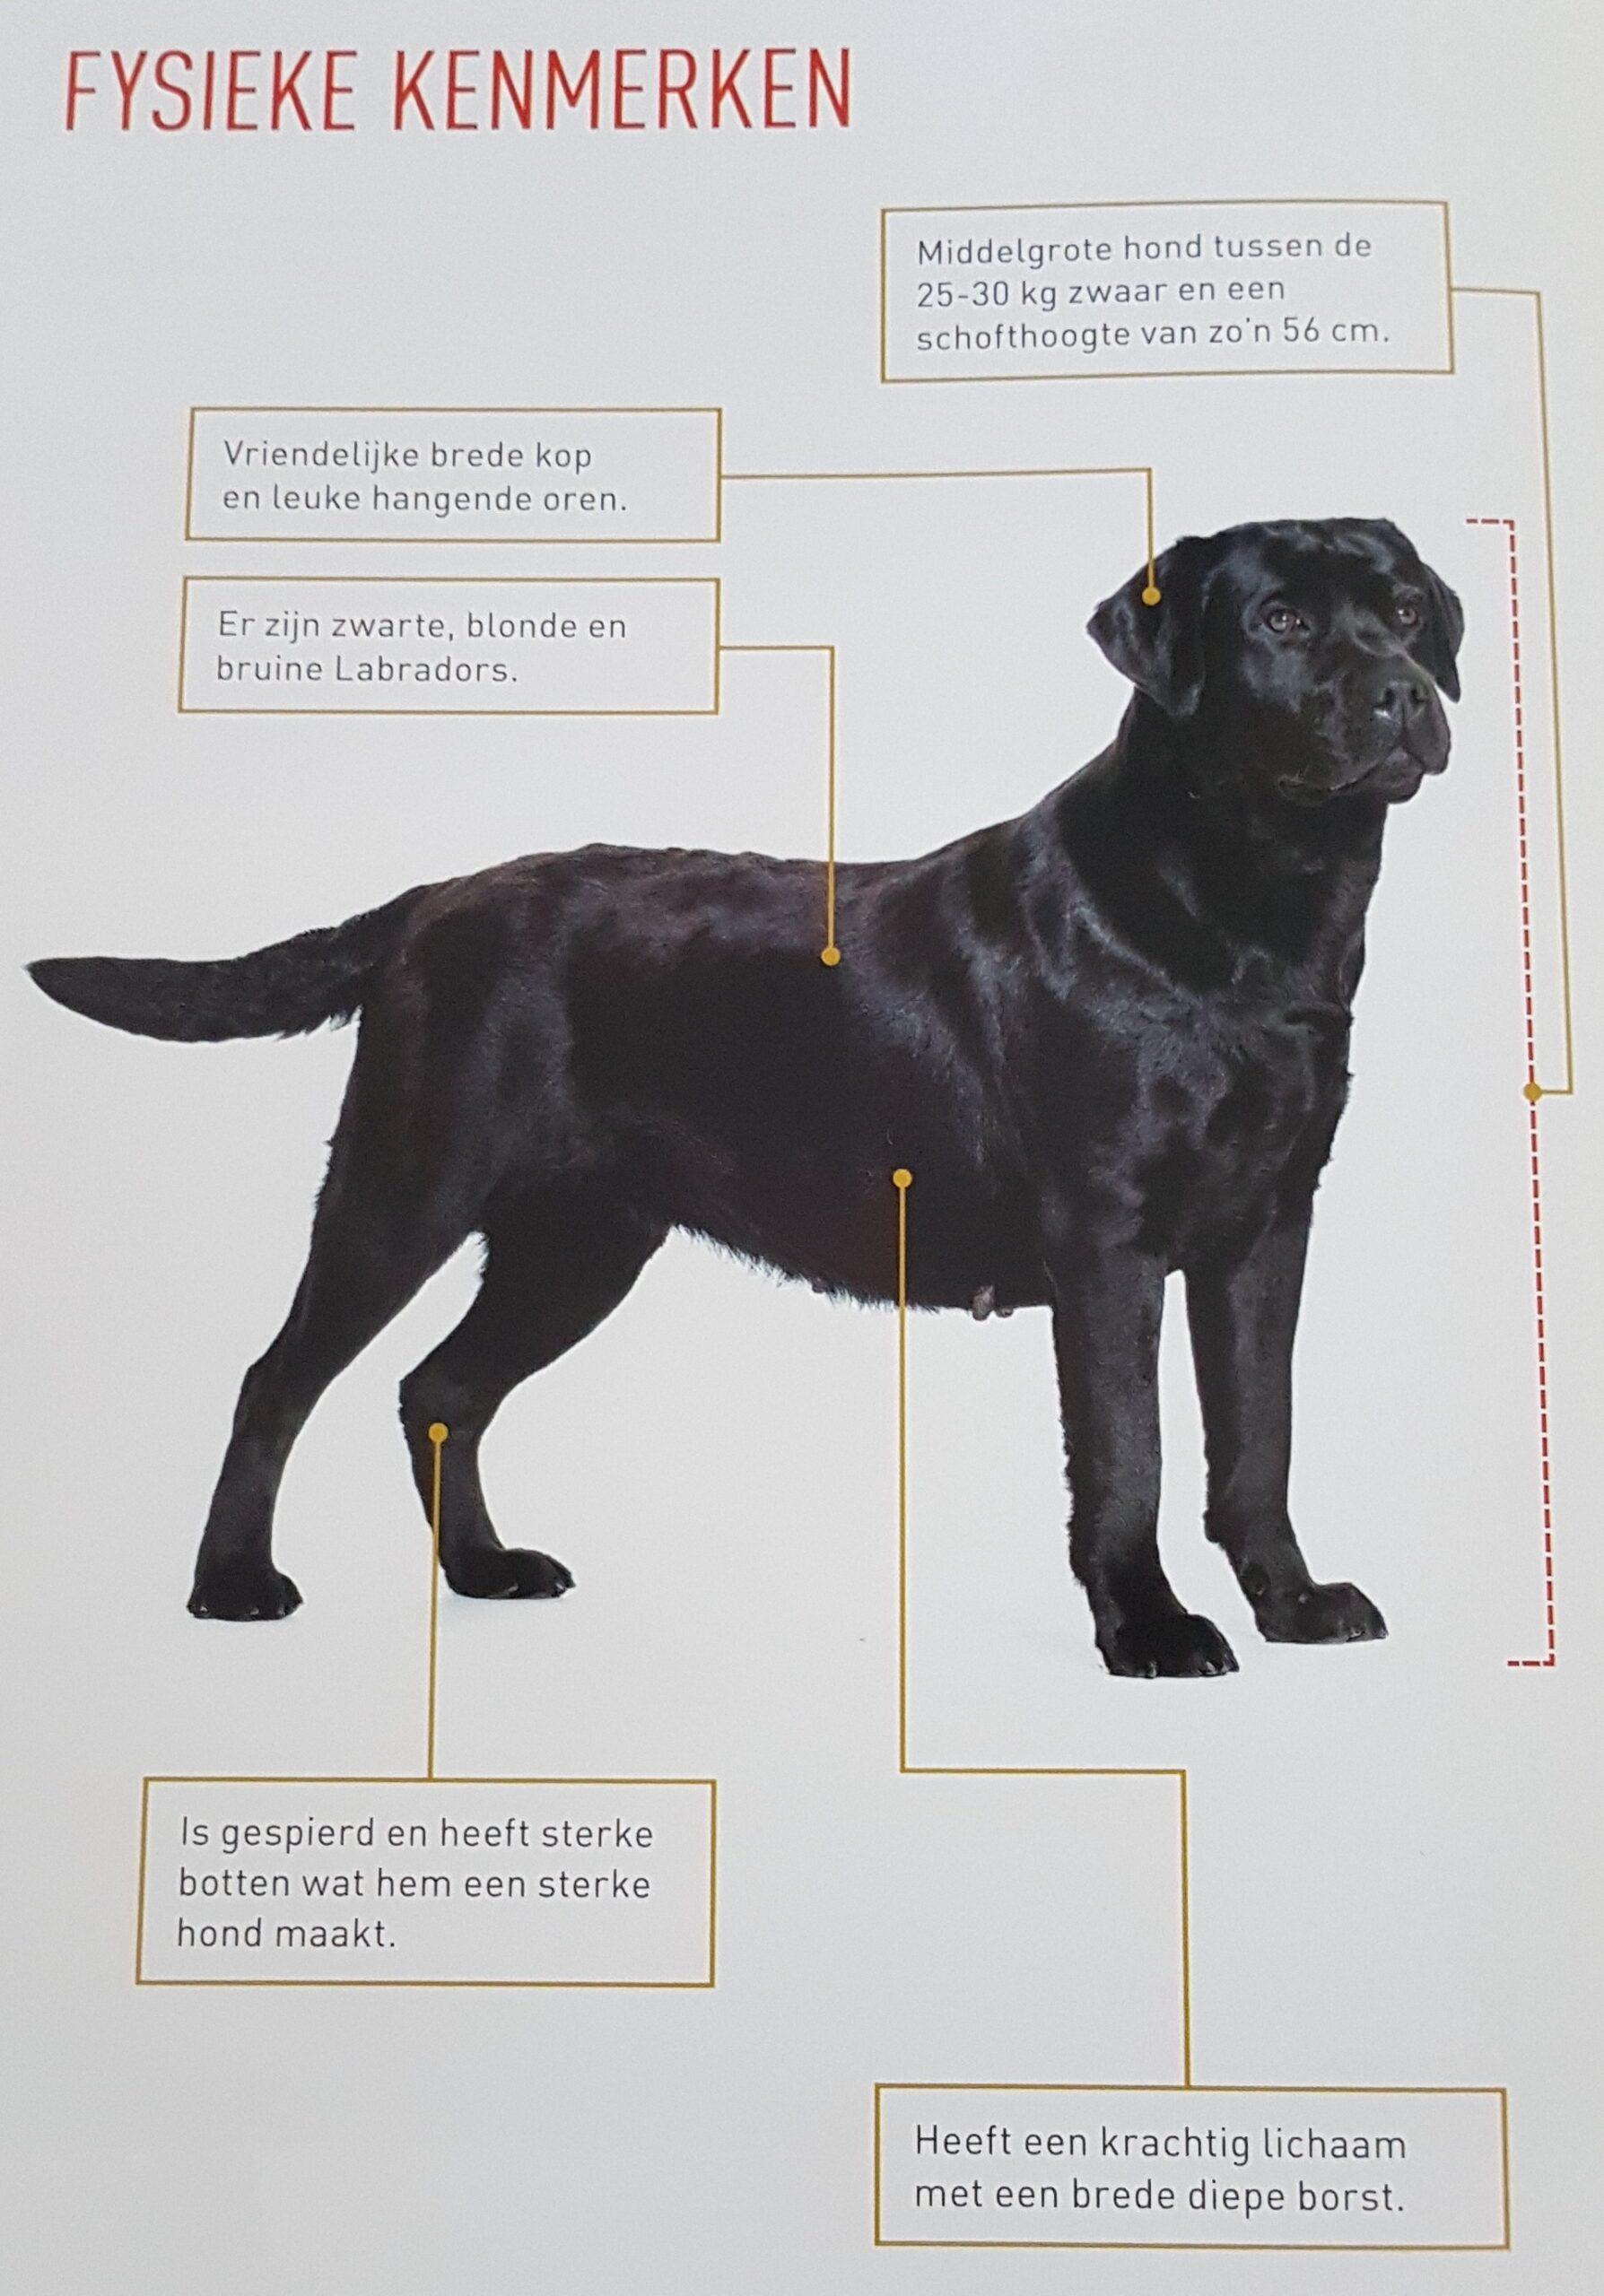 FYSIEKE KENMERKEN
Middelgrote hond tussen de
25-30 kg zwaar en een
schofthoogte van zo'n 56 cm.
Vriendelijke brede kop
en leuke hangende oren.
Er zijn zwarte, blonde en
bruine Labradors.
Is gespierd en heeft sterke
botten wat hem een sterke
hond maakt.
Heeft een krachtig lichaam
met een brede diepe borst.